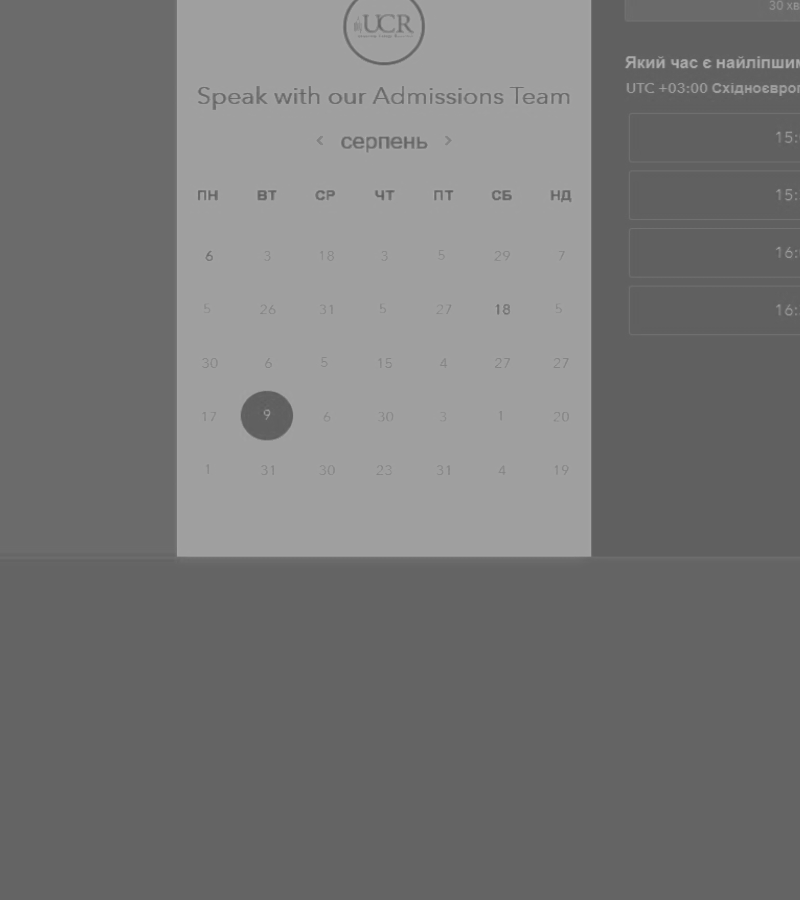 UCR
Speak with our Admissions Team
серпень
ПН ВТ СР ЧТ ПТ СБ НД
6 3 18 3 5 29 7
5 26 31 5 27 18 5
30 6 5 15 4 27 27
17 9 6 30 3 1 20
1 31 30 23 31 4 19
30 хв
Який час є найліпшим
UTC +03:00 Східноєвроп
15:
15:
16:
16: